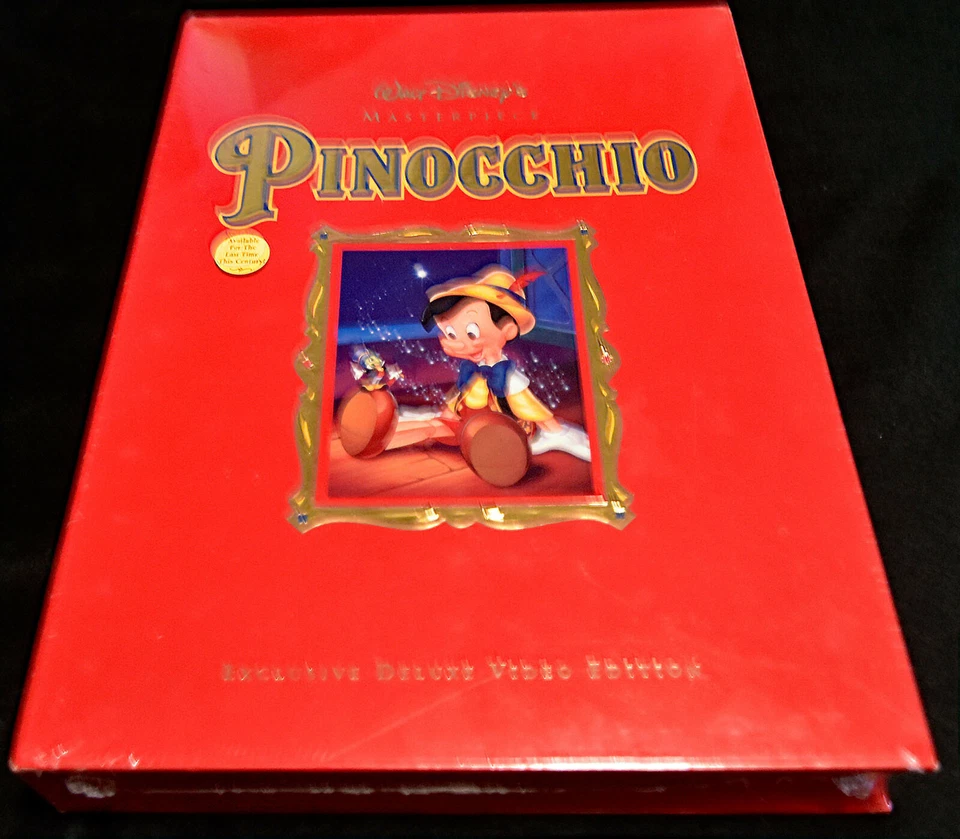 Walt Disney's
MASTERPIECE
PINOCCHIO
Available
For The
Last Time
This Century!
EXCLUSIVE DELUXE VIDEO EDITION